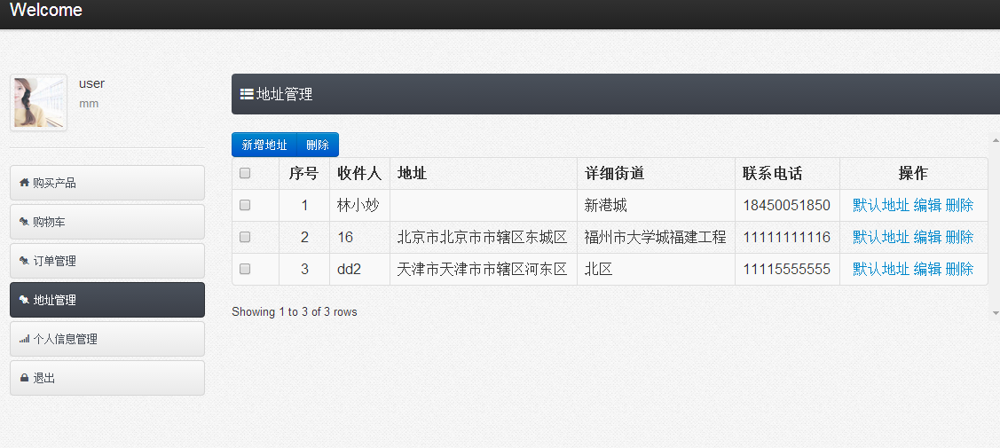 Welcome
user
mm
购买产品
购物车
订单管理
地址管理
个人信息管理
退出
地址管理
新增地址 删除
序号 收件人 地址 详细街道 联系电话 操作
1 林小妙 新港城 18450051850 默认地址 编辑 删除
2 16 北京市北京市市辖区东城区 福州市大学城福建工程 11111111116 默认地址 编辑 删除
3 dd2 天津市天津市市辖区河东区 北区 11115555555 默认地址 编辑 删除
Showing 1 to 3 of 3 rows